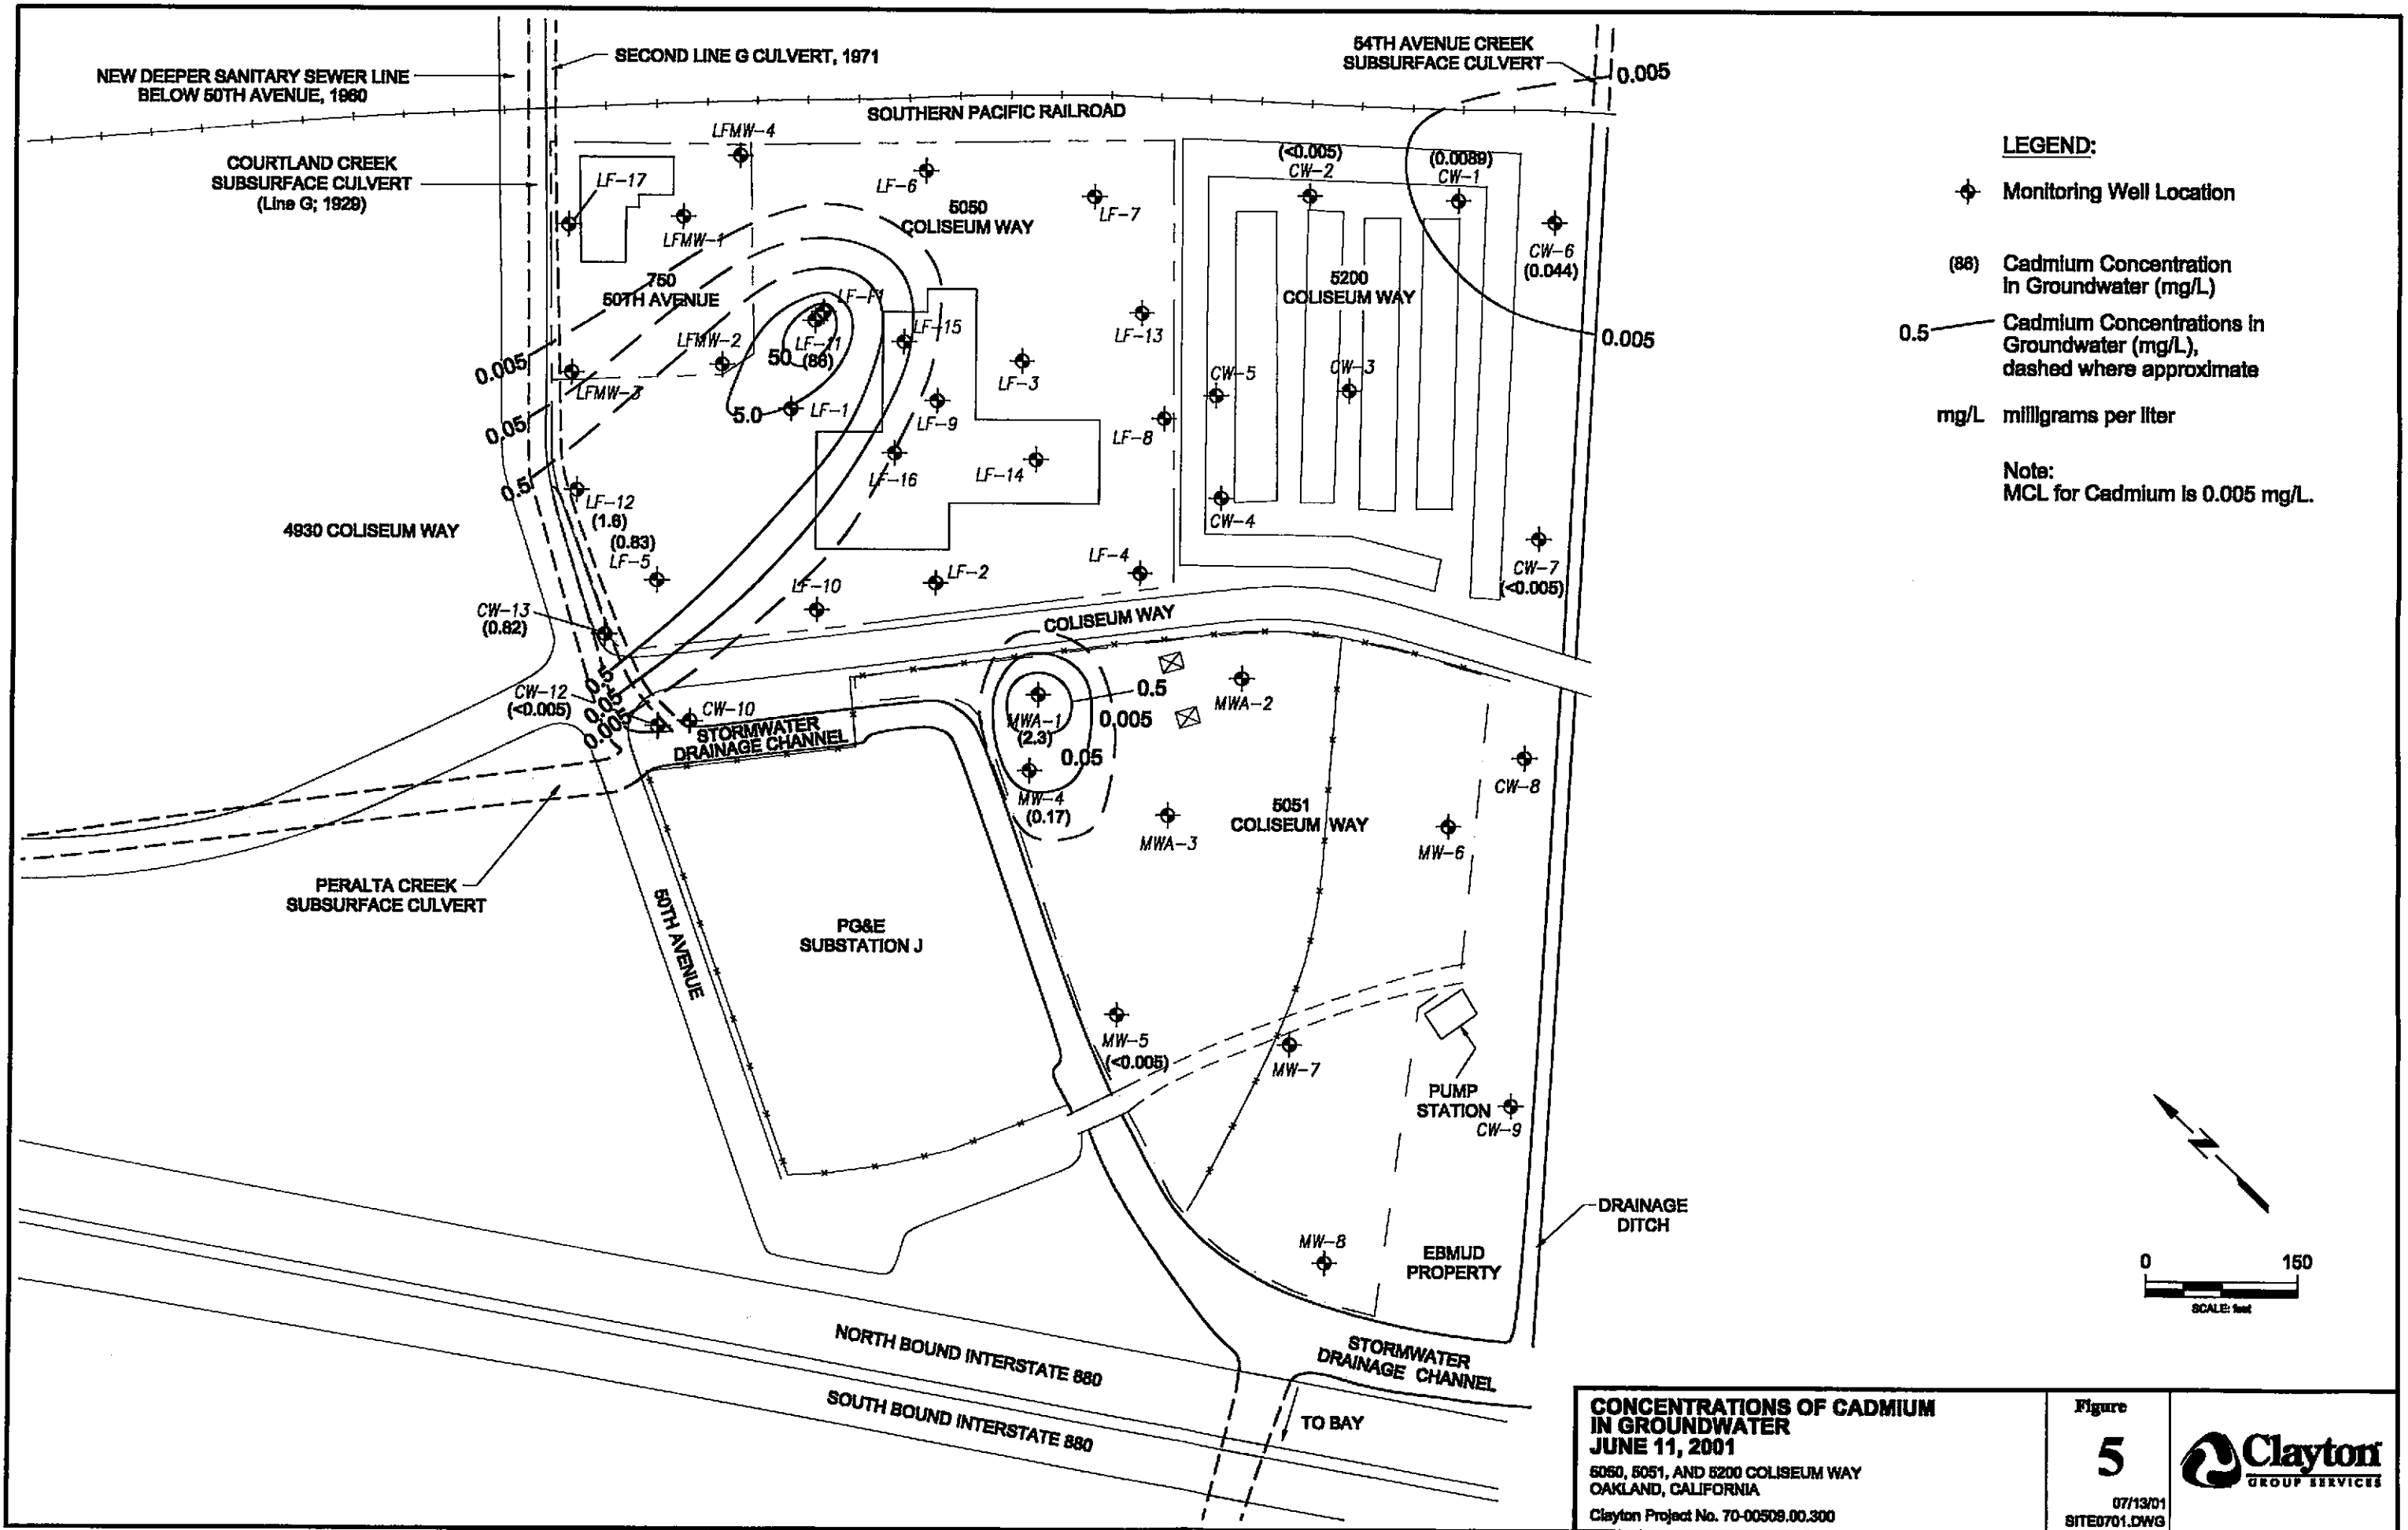 NEW DEEPER SANITARY SEWER LINE
BELOW 50TH AVENUE, 1960
SECOND LINE G CULVERT, 1971
54TH AVENUE CREEK
SUBSURFACE CULVERT
0.005
SOUTHERN PACIFIC RAILROAD
COURTLAND CREEK
SUBSURFACE CULVERT
(Line G; 1929)
LFMW-4
LF-17
LFMW-1
LF-6
LF-7
5050
COLISEUM WAY
(<0.005)
CW-2
(0.0089)
CW-1
CW-6
(0.044)
750
50TH AVENUE
5200
COLISEUM WAY
LF-15
LF-13
LFMW-2
LF-11
50
(88)
LF-3
0.005
0.005
LFMW-3
5.0
LF-1
LF-9
LF-8
CW-5
CW-3
0.05
0.5
LF-16
LF-14
CW-4
LF-12
(1.6)
(0.83)
LF-5
4930 COLISEUM WAY
LF-10
LF-2
LF-4
CW-7
(<0.005)
CW-13
(0.82)
COLISEUM WAY
0.5
0.05
0.005
CW-12
(<0.005)
CW-10
STORMWATER
DRAINAGE CHANNEL
0.5
MWA-1
(2.3)
0.005
0.05
MWA-2
MW-4
(0.17)
MWA-3
5051
COLISEUM WAY
CW-8
MW-6
PERALTA CREEK
SUBSURFACE CULVERT
50TH AVENUE
PG&E
SUBSTATION J
MW-5
(<0.005)
MW-7
PUMP
STATION
CW-9
DRAINAGE
DITCH
MW-8
EBMUD
PROPERTY
NORTH BOUND INTERSTATE 880
SOUTH BOUND INTERSTATE 880
STORMWATER
DRAINAGE CHANNEL
TO BAY
LEGEND:
Monitoring Well Location
(88) Cadmium Concentration
in Groundwater (mg/L)
0.5 Cadmium Concentrations in
Groundwater (mg/L),
dashed where approximate
mg/L milligrams per liter
Note:
MCL for Cadmium is 0.005 mg/L.
N
0 150
SCALE: feet
CONCENTRATIONS OF CADMIUM
IN GROUNDWATER
JUNE 11, 2001
5050, 5051, AND 5200 COLISEUM WAY
OAKLAND, CALIFORNIA
Clayton Project No. 70-00509.00.300
Figure
5
07/13/01
SITE0701.DWG
Clayton
GROUP SERVICES